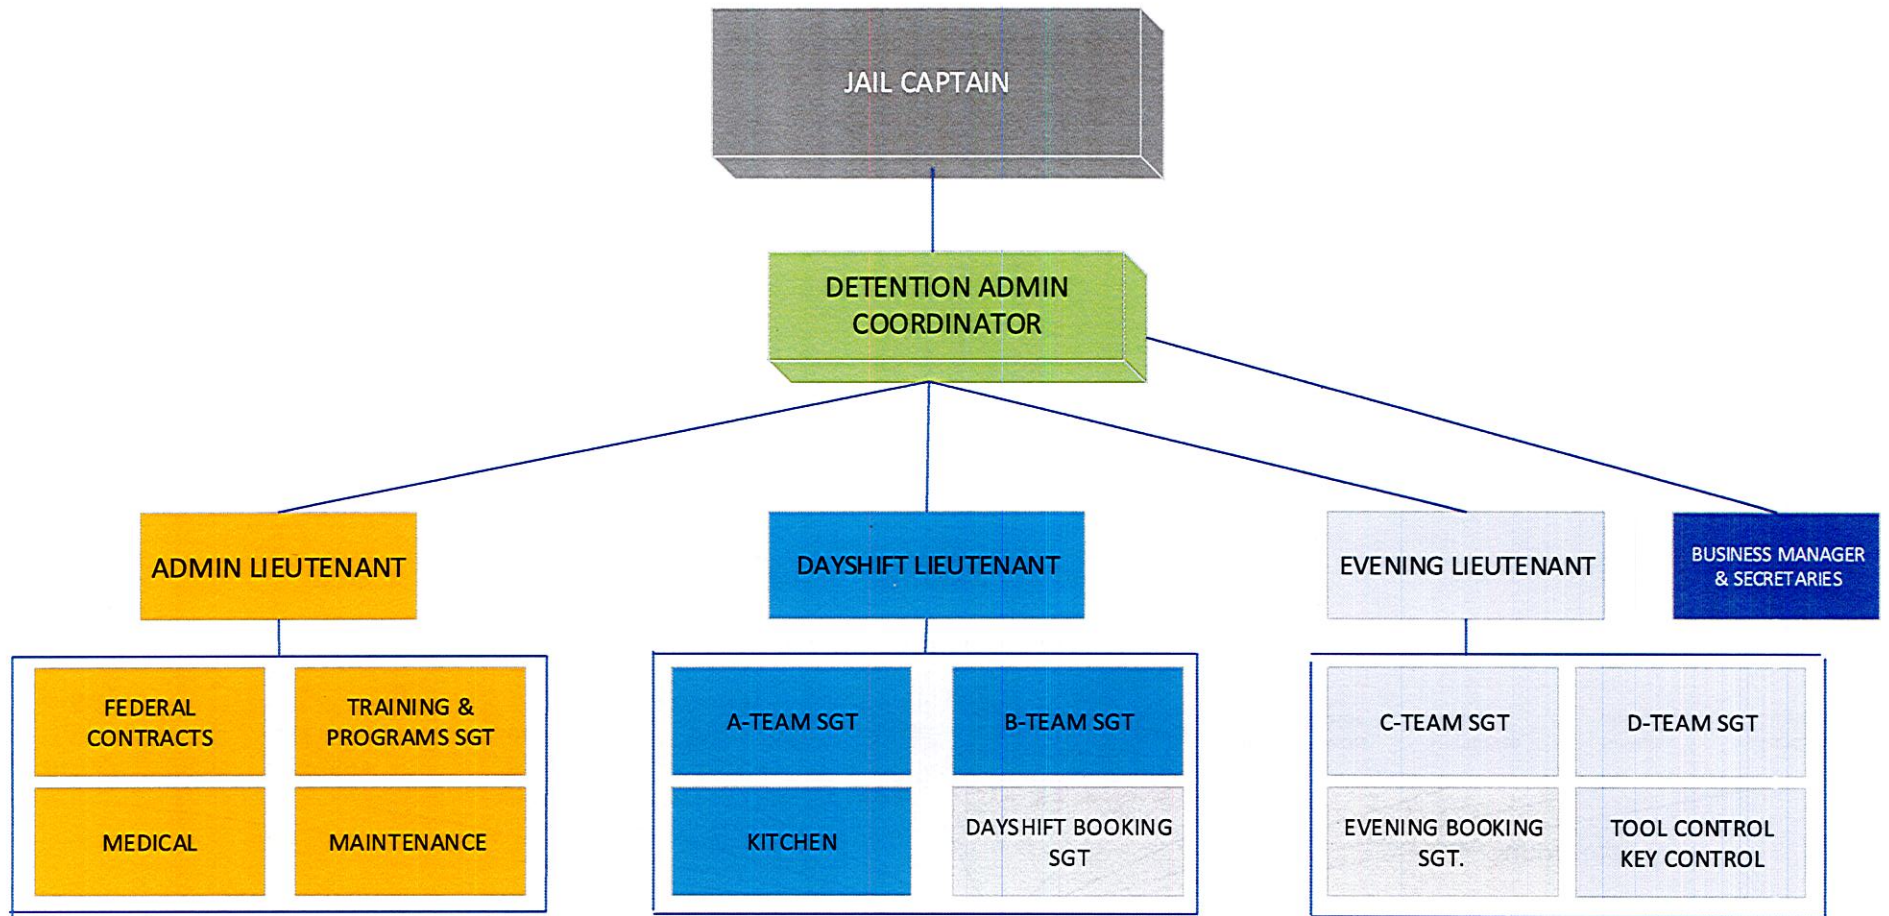 JAIL CAPTAIN
DETENTION ADMIN
COORDINATOR
ADMIN LIEUTENANT
DAYSHIFT LIEUTENANT
EVENING LIEUTENANT
BUSINESS MANAGER
& SECRETARIES
FEDERAL
CONTRACTS
TRAINING &
PROGRAMS SGT
MEDICAL
MAINTENANCE
A-TEAM SGT
B-TEAM SGT
KITCHEN
DAYSHIFT BOOKING
SGT
C-TEAM SGT
D-TEAM SGT
EVENING BOOKING
SGT.
TOOL CONTROL
KEY CONTROL